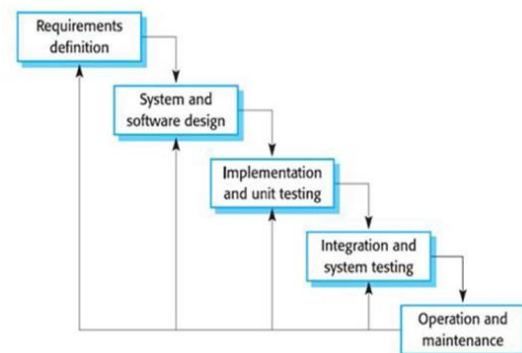 Requirements
definition
System and
software design
Implementation
and unit testing
Integration and
system testing
Operation and
maintenance